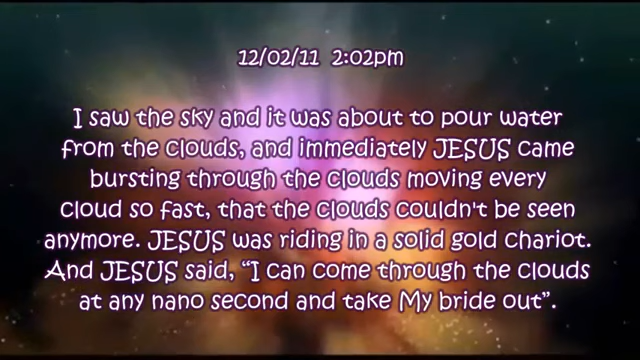 12/02/11 2:02pm
I saw the sky and it was about to pour water
from the clouds, and immediately JESUS came
bursting through the clouds moving every
cloud so fast, that the clouds couldn't be seen
anymore. JESUS was riding in a solid gold chariot.
And JESUS said, “I can come through the clouds
at any nano second and take My bride out”.